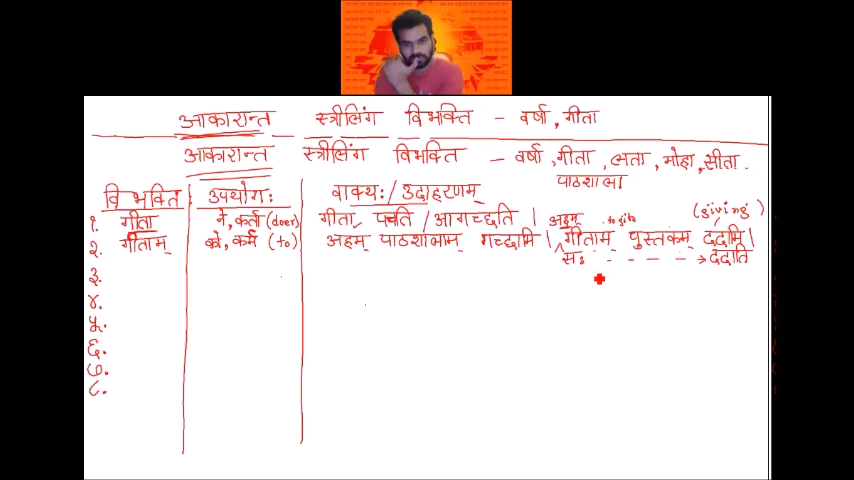 आकारान्त स्त्रीलिंग विभक्ति - वर्षा, गीता
आकारान्त स्त्रीलिंग विभक्ति - वर्षा, गीता, लता, मोहा, सीता.
पाठशाला
विभक्ति: उपयोग: वाक्य: / उदाहरणम् (giving)
१. गीता ने, कर्ता (doer) गीता पचति / आगच्छति | अहम् to gita
२. गीताम् को, कर्म (to) अहम् पाठशालाम् गच्छामि | गीताम् पुस्तकम् ददामि |
सः - - - - → ददाति
३.
४.
५.
६.
७.
८.